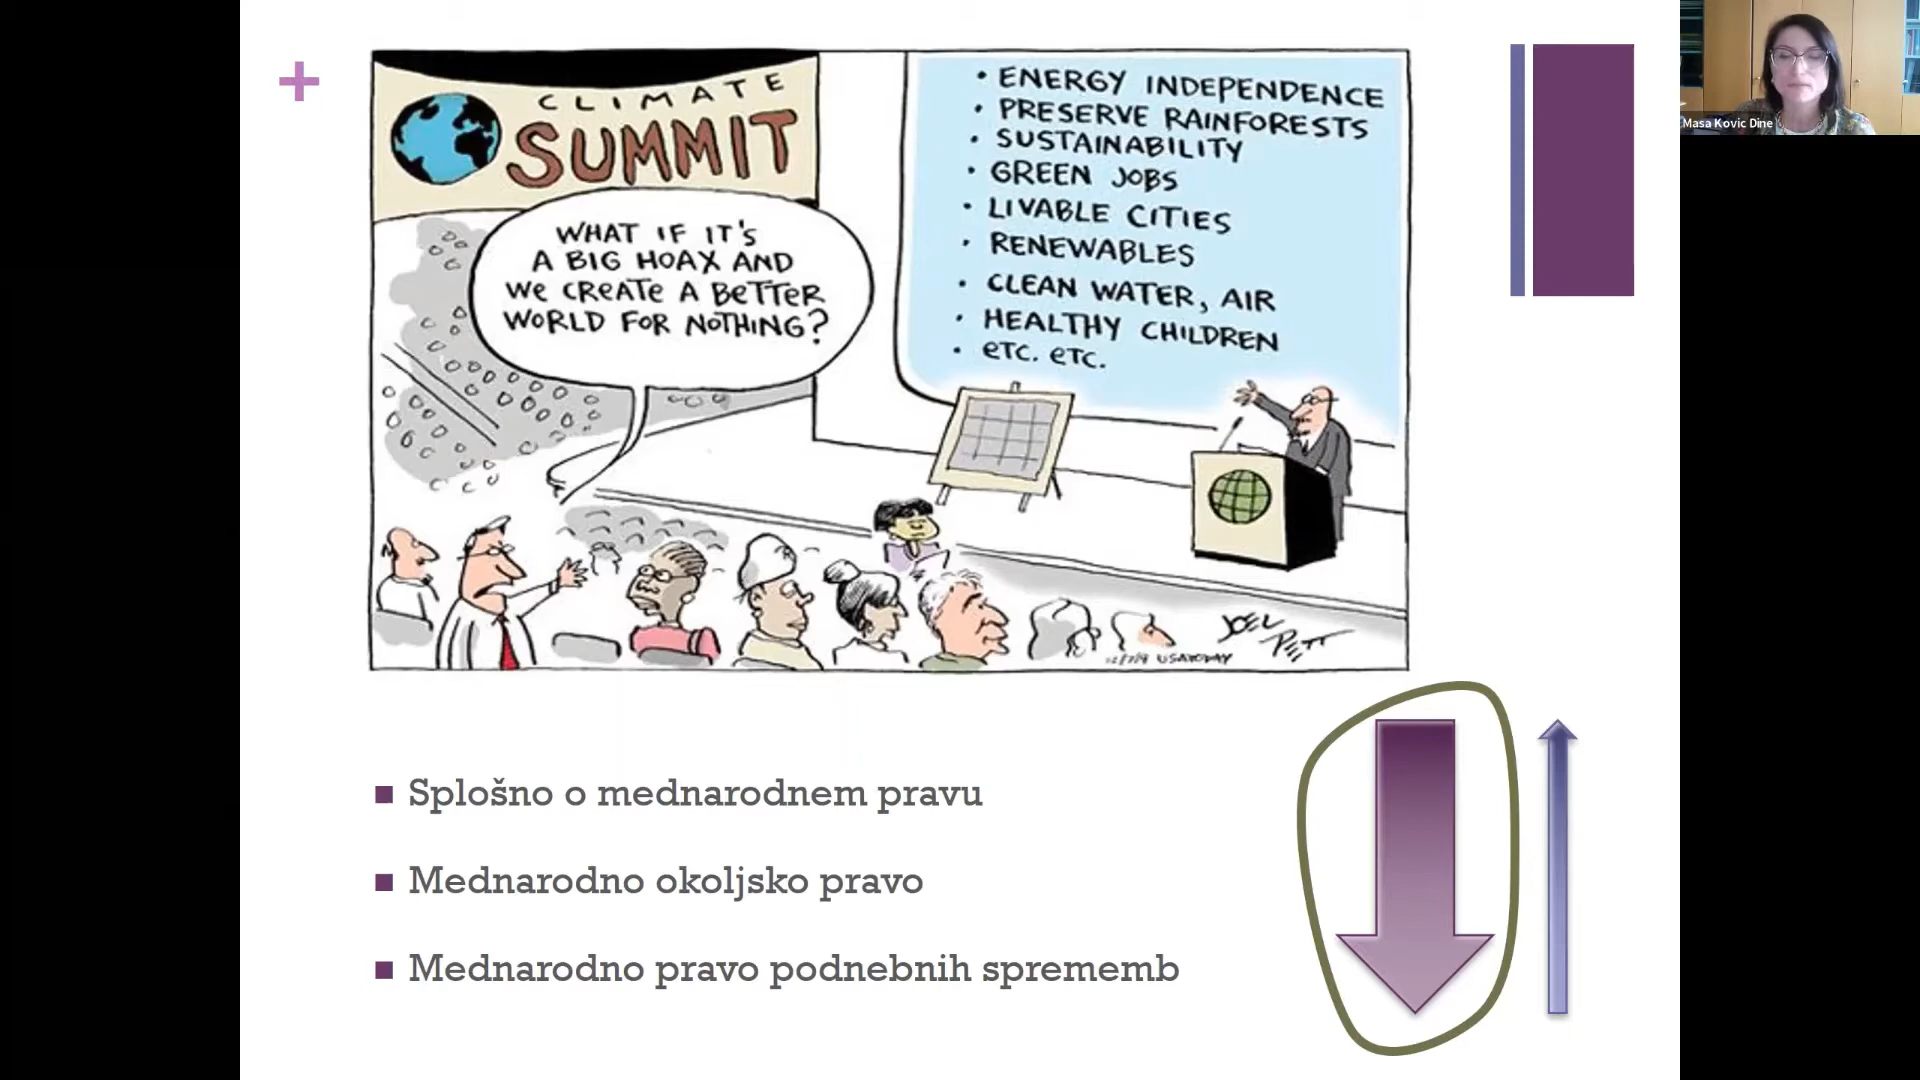 +
CLIMATE
SUMMIT
WHAT IF IT'S
A BIG HOAX AND
WE CREATE A BETTER
WORLD FOR NOTHING?
• ENERGY INDEPENDENCE
• PRESERVE RAINFORESTS
• SUSTAINABILITY
• GREEN JOBS
• LIVABLE CITIES
• RENEWABLES
• CLEAN WATER, AIR
• HEALTHY CHILDREN
• ETC. ETC.
JOEL
PETT
USA TODAY
Splošno o mednarodnem pravu
Mednarodno okoljsko pravo
Mednarodno pravo podnebnih sprememb
Masa Kovic Dine